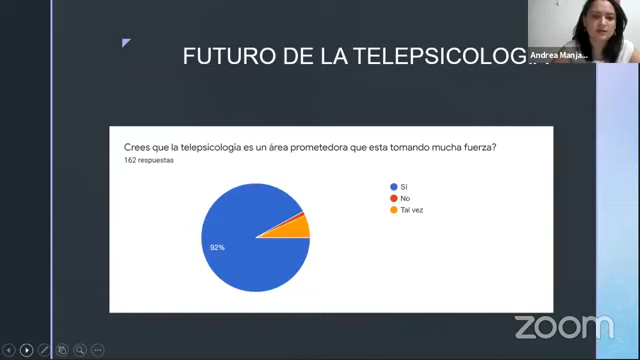 FUTURO DE LA TELEPSICOLOG
Andrea Manja...
Crees que la telepsicología es un área prometedora que esta tomando mucha fuerza?
162 respuestas
Sí
No
Tal vez
92%
zoom